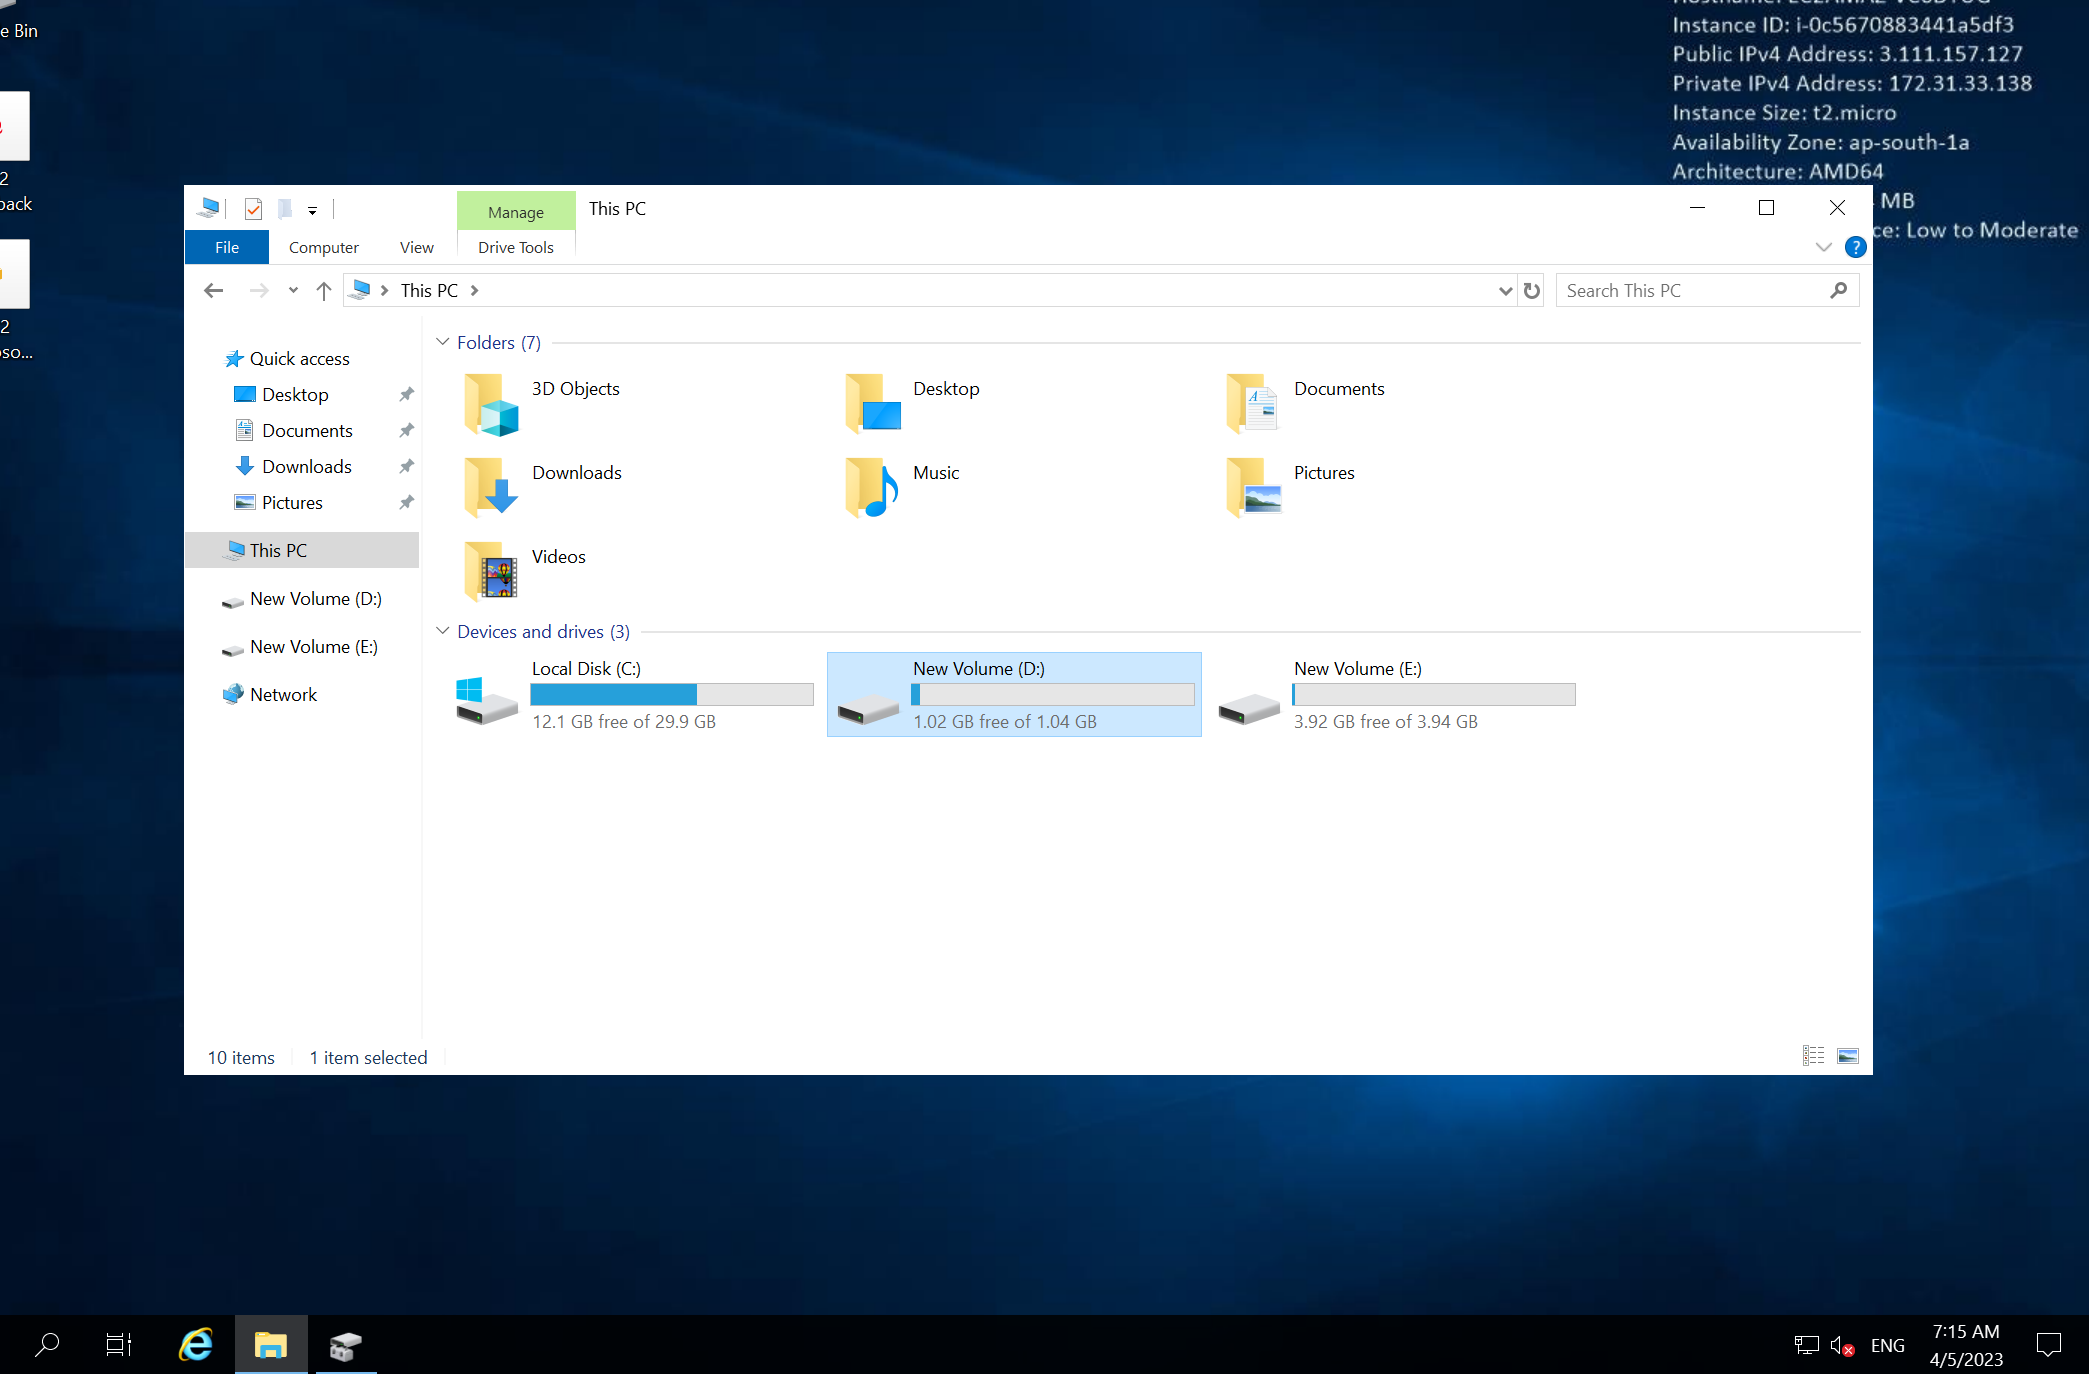 e Bin
2
pack
2
oso...
Instance ID: i-0c5670883441a5df3
Public IPv4 Address: 3.111.157.127
Private IPv4 Address: 172.31.33.138
Instance Size: t2.micro
Availability Zone: ap-south-1a
Architecture: AMD64
MB
ce: Low to Moderate
Manage
This PC
File
Computer
View
Drive Tools
?
This PC
Search This PC
Quick access
Desktop
Documents
Downloads
Pictures
This PC
New Volume (D:)
New Volume (E:)
Network
Folders (7)
3D Objects
Desktop
Documents
Downloads
Music
Pictures
Videos
Devices and drives (3)
Local Disk (C:)
12.1 GB free of 29.9 GB
New Volume (D:)
1.02 GB free of 1.04 GB
New Volume (E:)
3.92 GB free of 3.94 GB
10 items
1 item selected
ENG
7:15 AM
4/5/2023